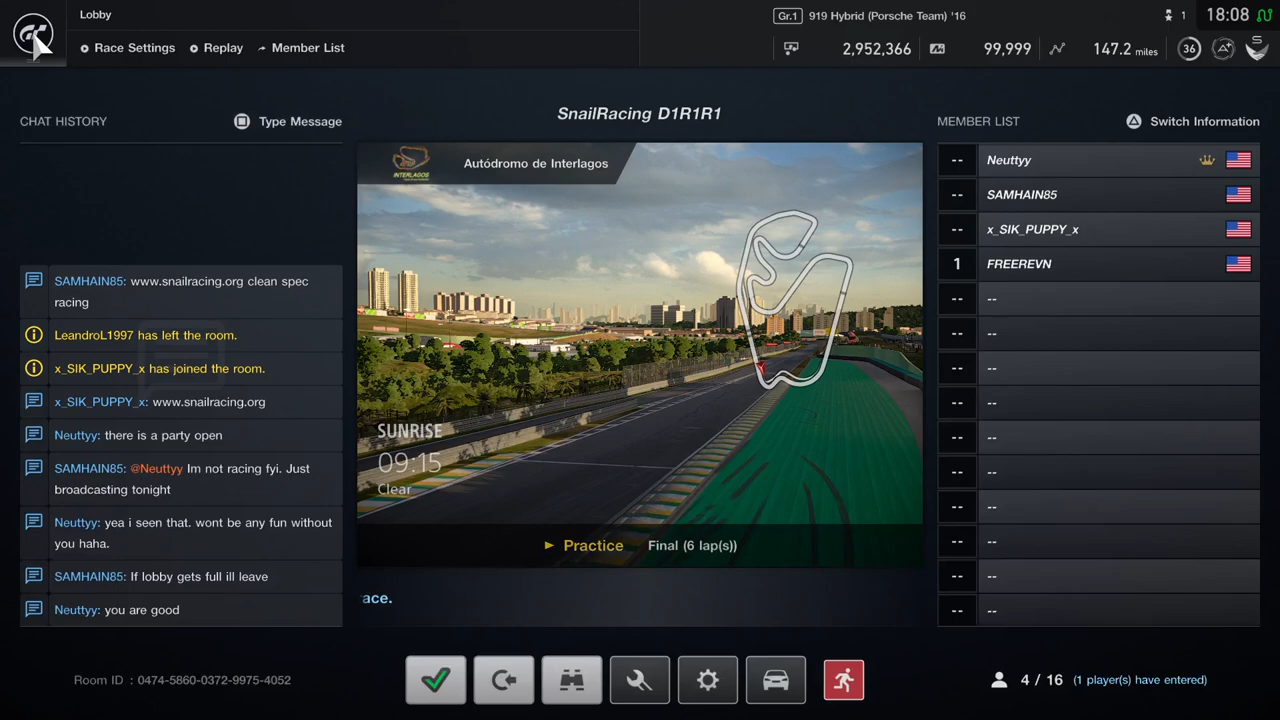 Lobby
Race Settings Replay Member List
Gr.1 919 Hybrid (Porsche Team) '16
1 18:08
2,952,366 99,999 147.2 miles 36 A+ S
CHAT HISTORY Type Message
SnailRacing D1R1R1
MEMBER LIST Switch Information
INTERLAGOS Autódromo de Interlagos
SUNRISE
09:15
Clear
Practice Final (6 lap(s))
ace.
SAMHAIN85: www.snailracing.org clean spec
racing
LeandroL1997 has left the room.
x_SIK_PUPPY_x has joined the room.
x_SIK_PUPPY_x: www.snailracing.org
Neuttyy: there is a party open
SAMHAIN85: @Neuttyy Im not racing fyi. Just
broadcasting tonight
Neuttyy: yea i seen that. wont be any fun without
you haha.
SAMHAIN85: If lobby gets full ill leave
Neuttyy: you are good
-- Neuttyy
-- SAMHAIN85
-- x_SIK_PUPPY_x
1 FREEREVN
-- --
-- --
-- --
-- --
-- --
-- --
-- --
-- --
-- --
-- --
Room ID : 0474-5860-0372-9975-4052
4 / 16 (1 player(s) have entered)